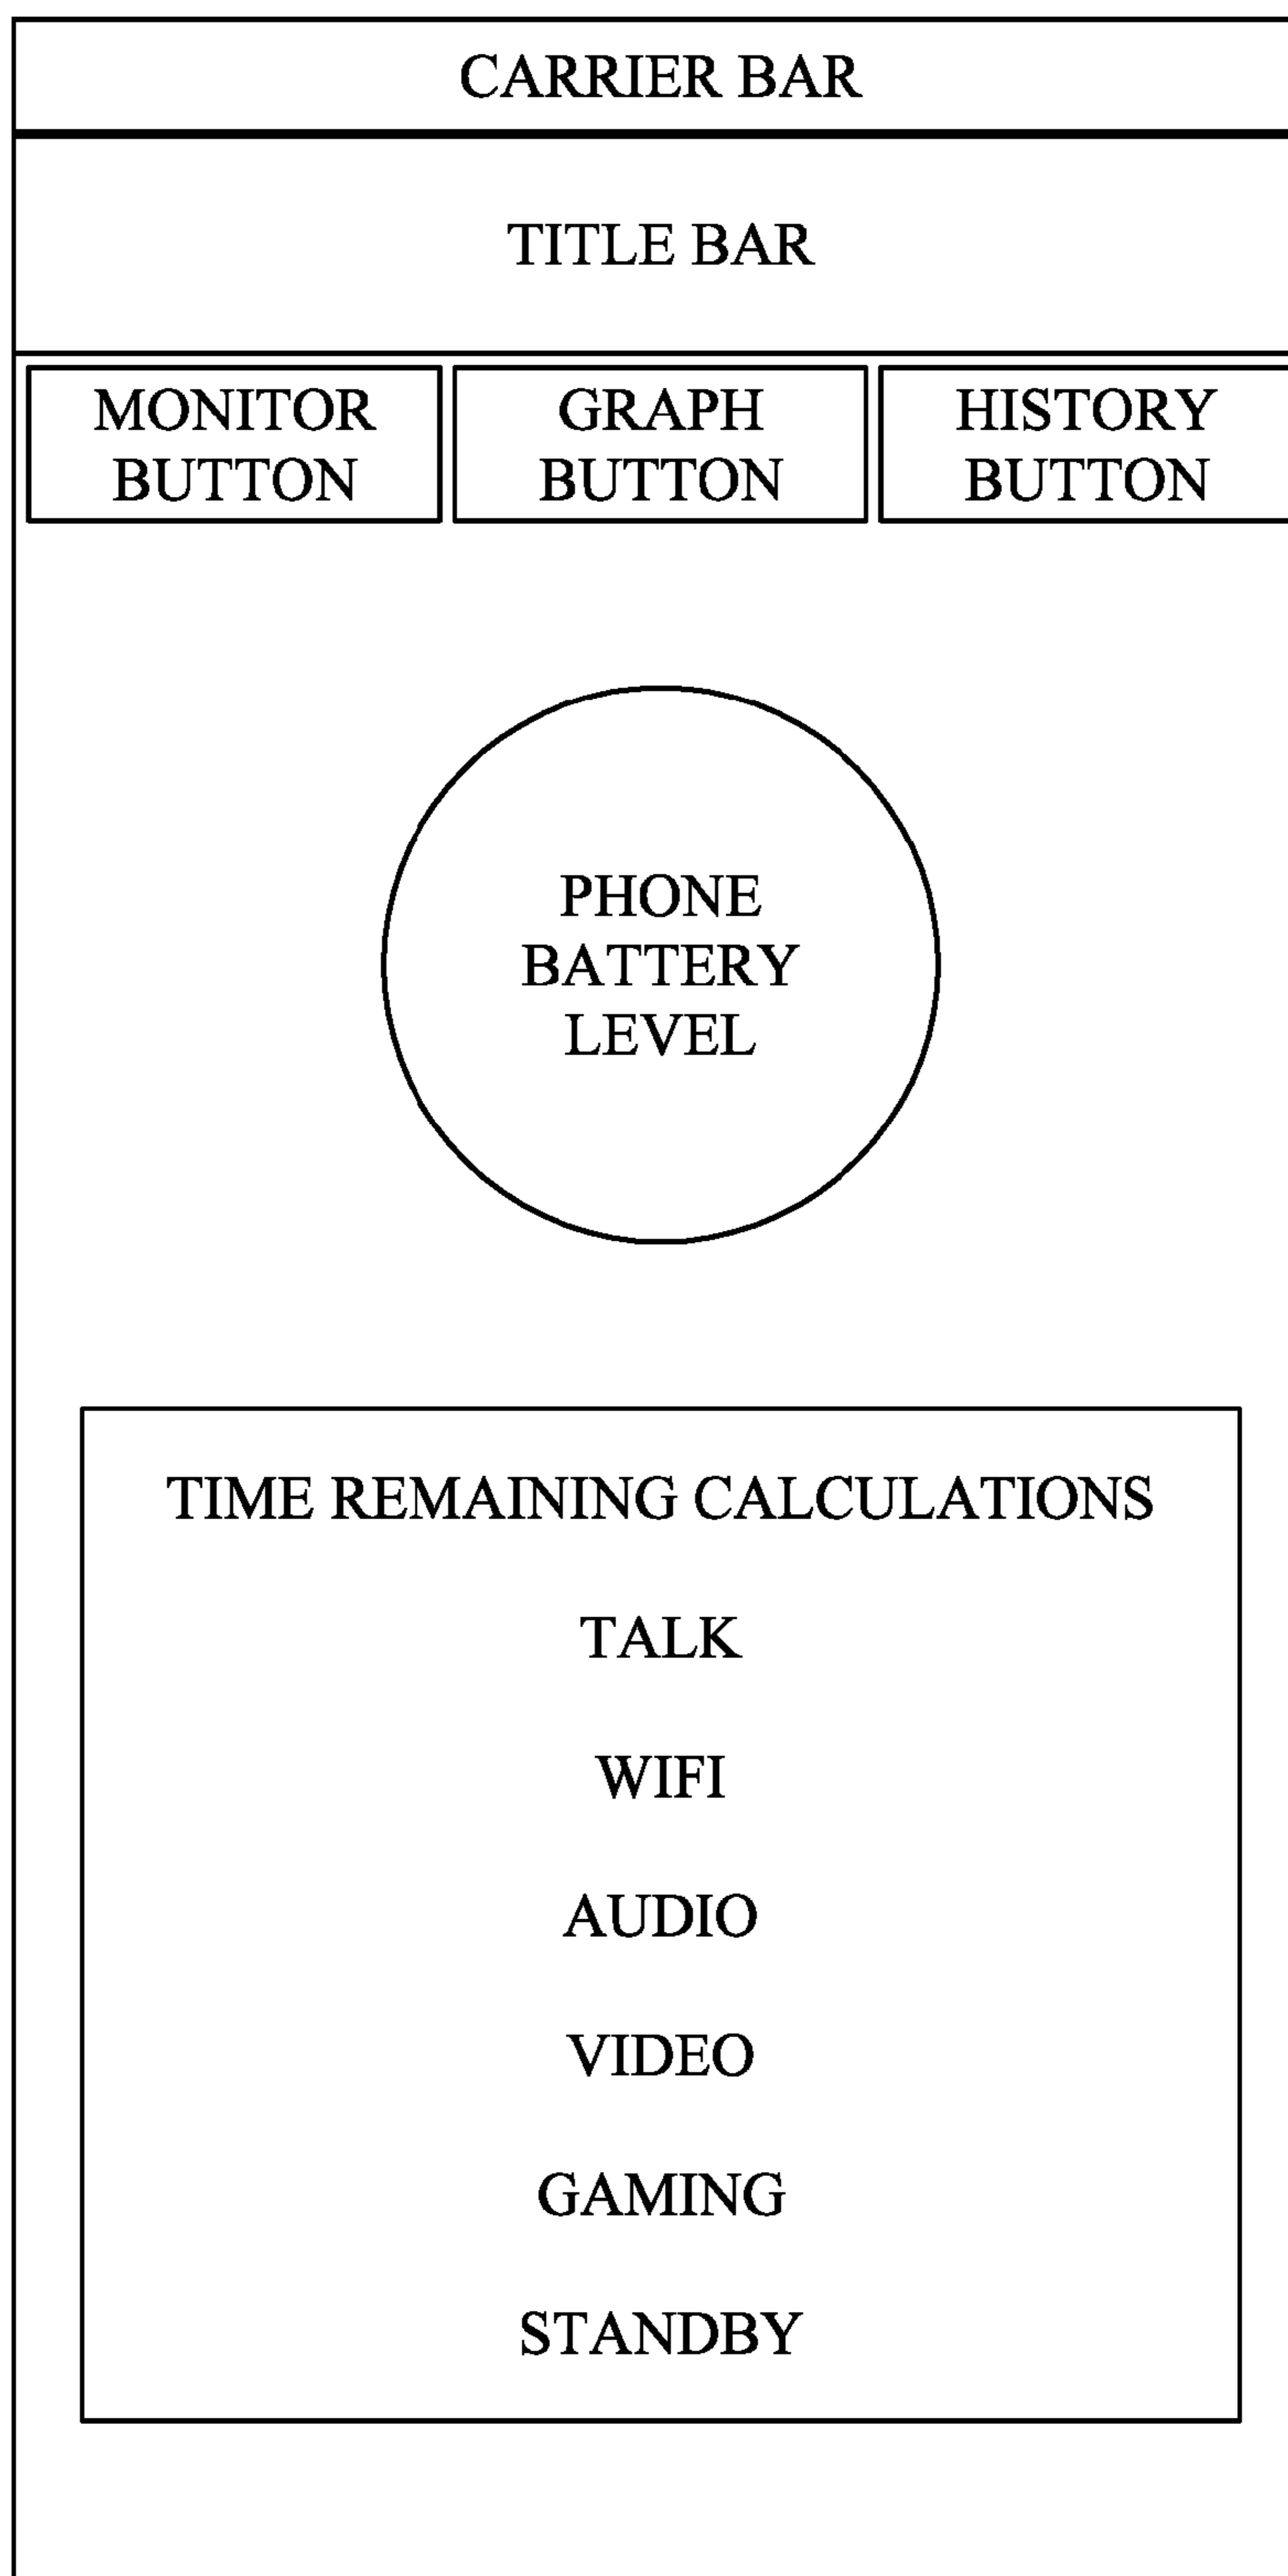 CARRIER BAR
TITLE BAR
MONITOR
BUTTON
GRAPH
BUTTON
HISTORY
BUTTON
PHONE
BATTERY
LEVEL
TIME REMAINING CALCULATIONS
TALK
WIFI
AUDIO
VIDEO
GAMING
STANDBY